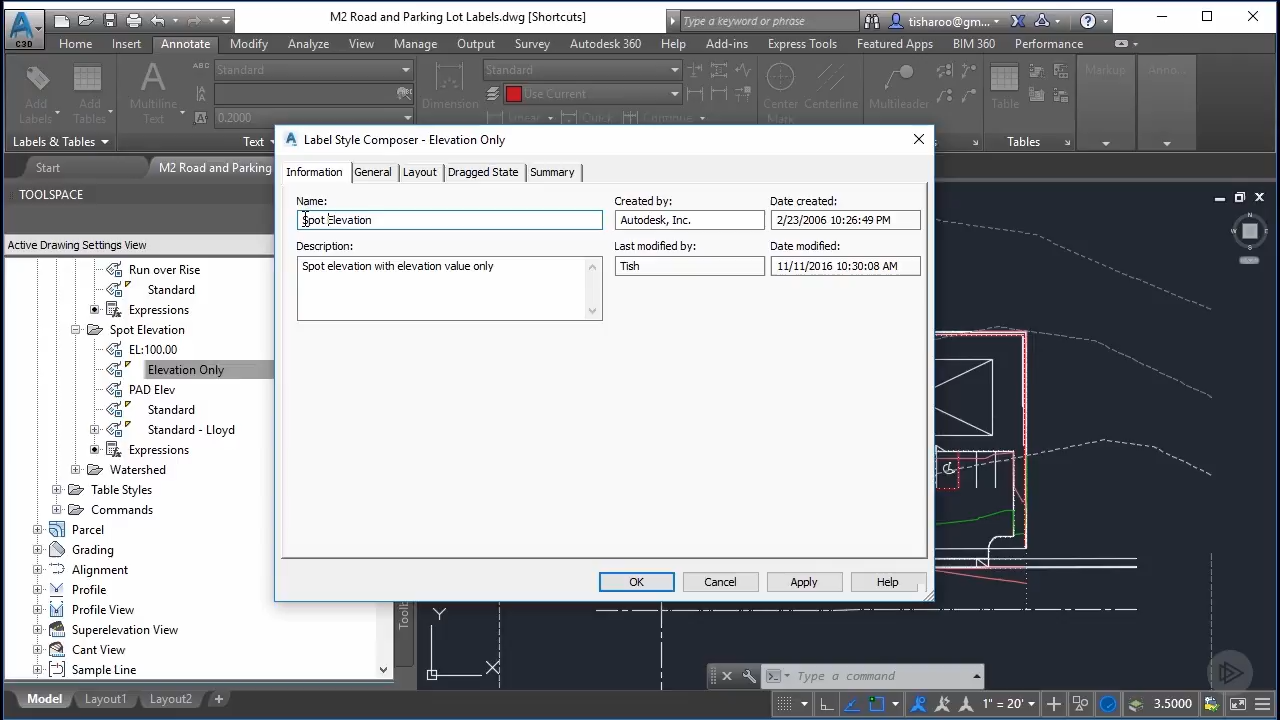 M2 Road and Parking Lot Labels.dwg [Shortcuts]
Type a keyword or phrase
tisharoo@gm...
C3D
Home
Insert
Annotate
Modify
Analyze
View
Manage
Output
Survey
Autodesk 360
Help
Add-ins
Express Tools
Featured Apps
BIM 360
Performance
Add Labels
Add Tables
Multiline Text
ABC
Standard
0.2000
Dimension
Standard
Use Current
Linear
Quick
Continue
Center Mark
Centerline
Multileader
Table
Markup
Anno...
Labels & Tables
Text
Tables
Start
M2 Road and Parking
TOOLSPACE
Active Drawing Settings View
Run over Rise
Standard
Expressions
Spot Elevation
EL:100.00
Elevation Only
PAD Elev
Standard
Standard - Lloyd
Expressions
Watershed
Table Styles
Commands
Parcel
Grading
Alignment
Profile
Profile View
Superelevation View
Cant View
Sample Line
Label Style Composer - Elevation Only
Information
General
Layout
Dragged State
Summary
Name:
Spot Elevation
Description:
Spot elevation with elevation value only
Created by:
Autodesk, Inc.
Date created:
2/23/2006 10:26:49 PM
Last modified by:
Tish
Date modified:
11/11/2016 10:30:08 AM
OK
Cancel
Apply
Help
N
W
E
S
Y
X
Type a command
Model
Layout1
Layout2
+
1" = 20'
3.5000